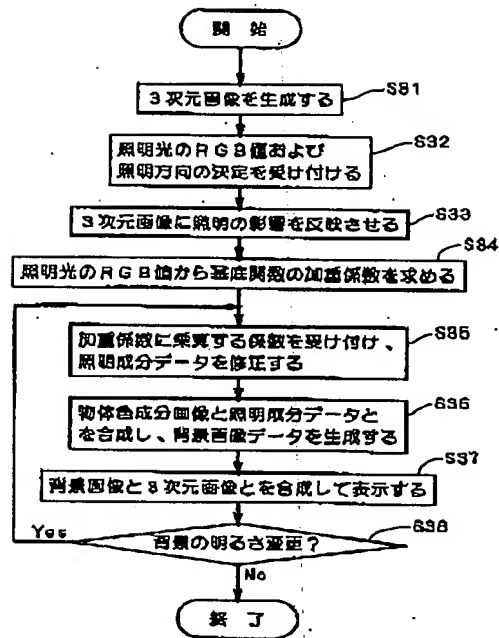 開始
3次元画像を生成する
S31
照明光のRGB値および
照明方向の決定を受け付ける
S32
3次元画像に照明の影響を反映させる
S33
照明光のRGB値から基底関数の加重係数を求める
S34
加重係数に乗算する係数を受け付け、
照明成分データを修正する
S35
物体色成分画像と照明成分データと
を合成し、背景画像データを生成する
S36
背景画像と3次元画像とを合成して表示する
S37
背景の明るさ変更?
S38
Yes
No
終了